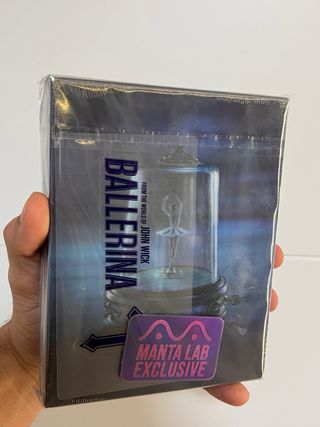 FROM THE WORLD OF JOHN WICK
BALLERINA
MANTA LAB
EXCLUSIVE